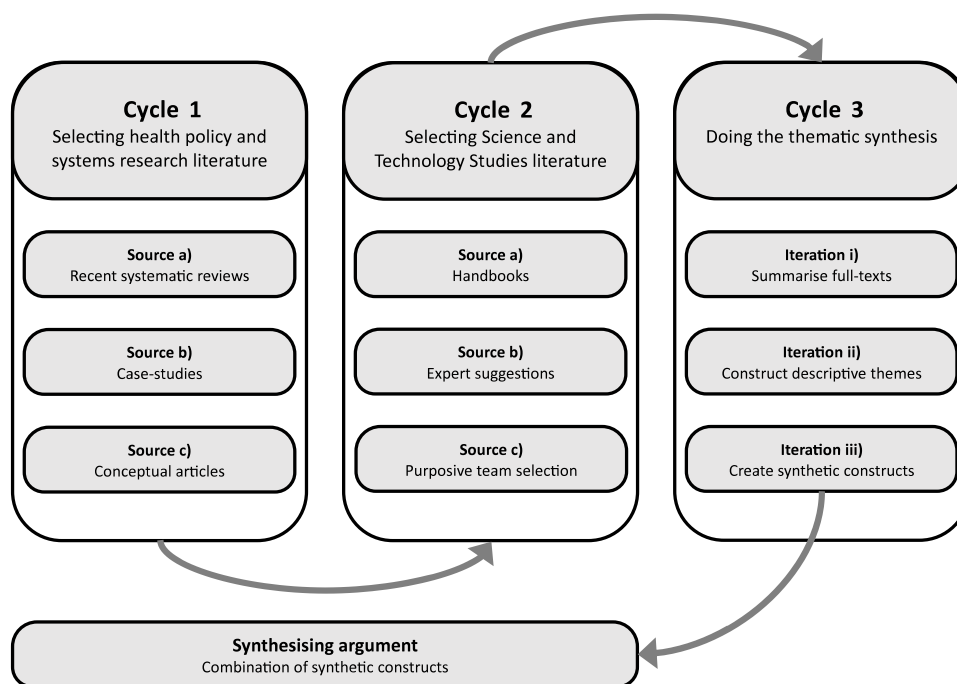 Cycle 1
Selecting health policy and
systems research literature
Source a)
Recent systematic reviews
Source b)
Case-studies
Source c)
Conceptual articles
Cycle 2
Selecting Science and
Technology Studies literature
Source a)
Handbooks
Source b)
Expert suggestions
Source c)
Purposive team selection
Cycle 3
Doing the thematic synthesis
Iteration i)
Summarise full-texts
Iteration ii)
Construct descriptive themes
Iteration iii)
Create synthetic constructs
Synthesising argument
Combination of synthetic constructs